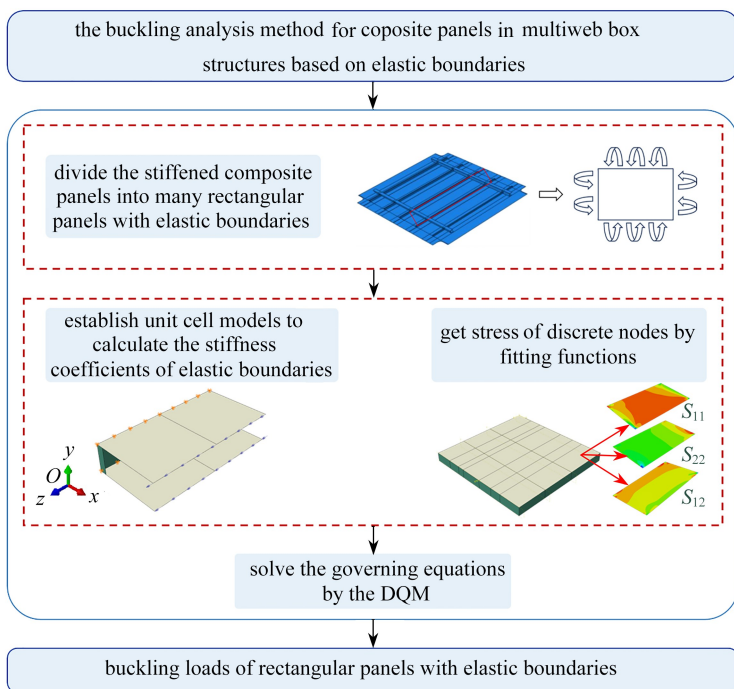 the buckling analysis method for coposite panels in multiweb box
structures based on elastic boundaries
divide the stiffened composite
panels into many rectangular
panels with elastic boundaries
establish unit cell models to
calculate the stiffness
coefficients of elastic boundaries
y
O
z
x
get stress of discrete nodes by
fitting functions
S11
S22
S12
solve the governing equations
by the DQM
buckling loads of rectangular panels with elastic boundaries